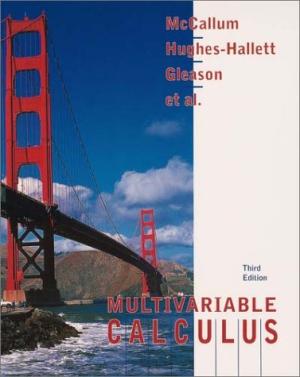 McCallum
Hughes-Hallett
Gleason
et al.
Third
Edition
MULTIVARIABLE
CALCULUS